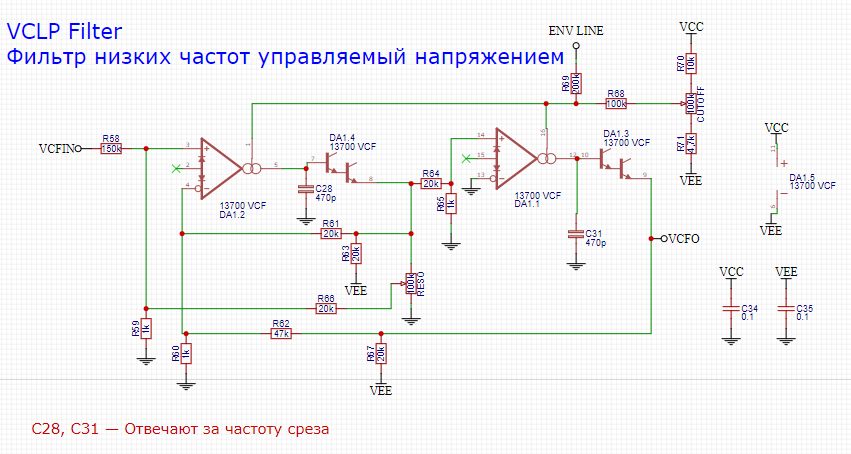 VCLP Filter
Фильтр низких частот управляемый напряжением
ENV LINE
VCC
R70
10k
R69
200k
R68
100k
100k
CUTOFF
R71
4,7k
VEE
VCFIN
R58
150k
3
2
4
1
5
DA1.2
13700 VCF
DA1.4
13700 VCF
7
8
C28
470p
R64
20k
R65
1k
14
15
13
16
12
13700 VCF
DA1.1
DA1.3
13700 VCF
10
9
C31
470p
VCFO
VCC
11
DA1.5
13700 VCF
6
VEE
R61
20k
R63
20k
VEE
100k
RESO
R66
20k
R59
1k
R60
1k
R62
47k
R67
20k
VEE
VCC
C34
0.1
VEE
C35
0.1
C28, C31 — Отвечают за частоту среза